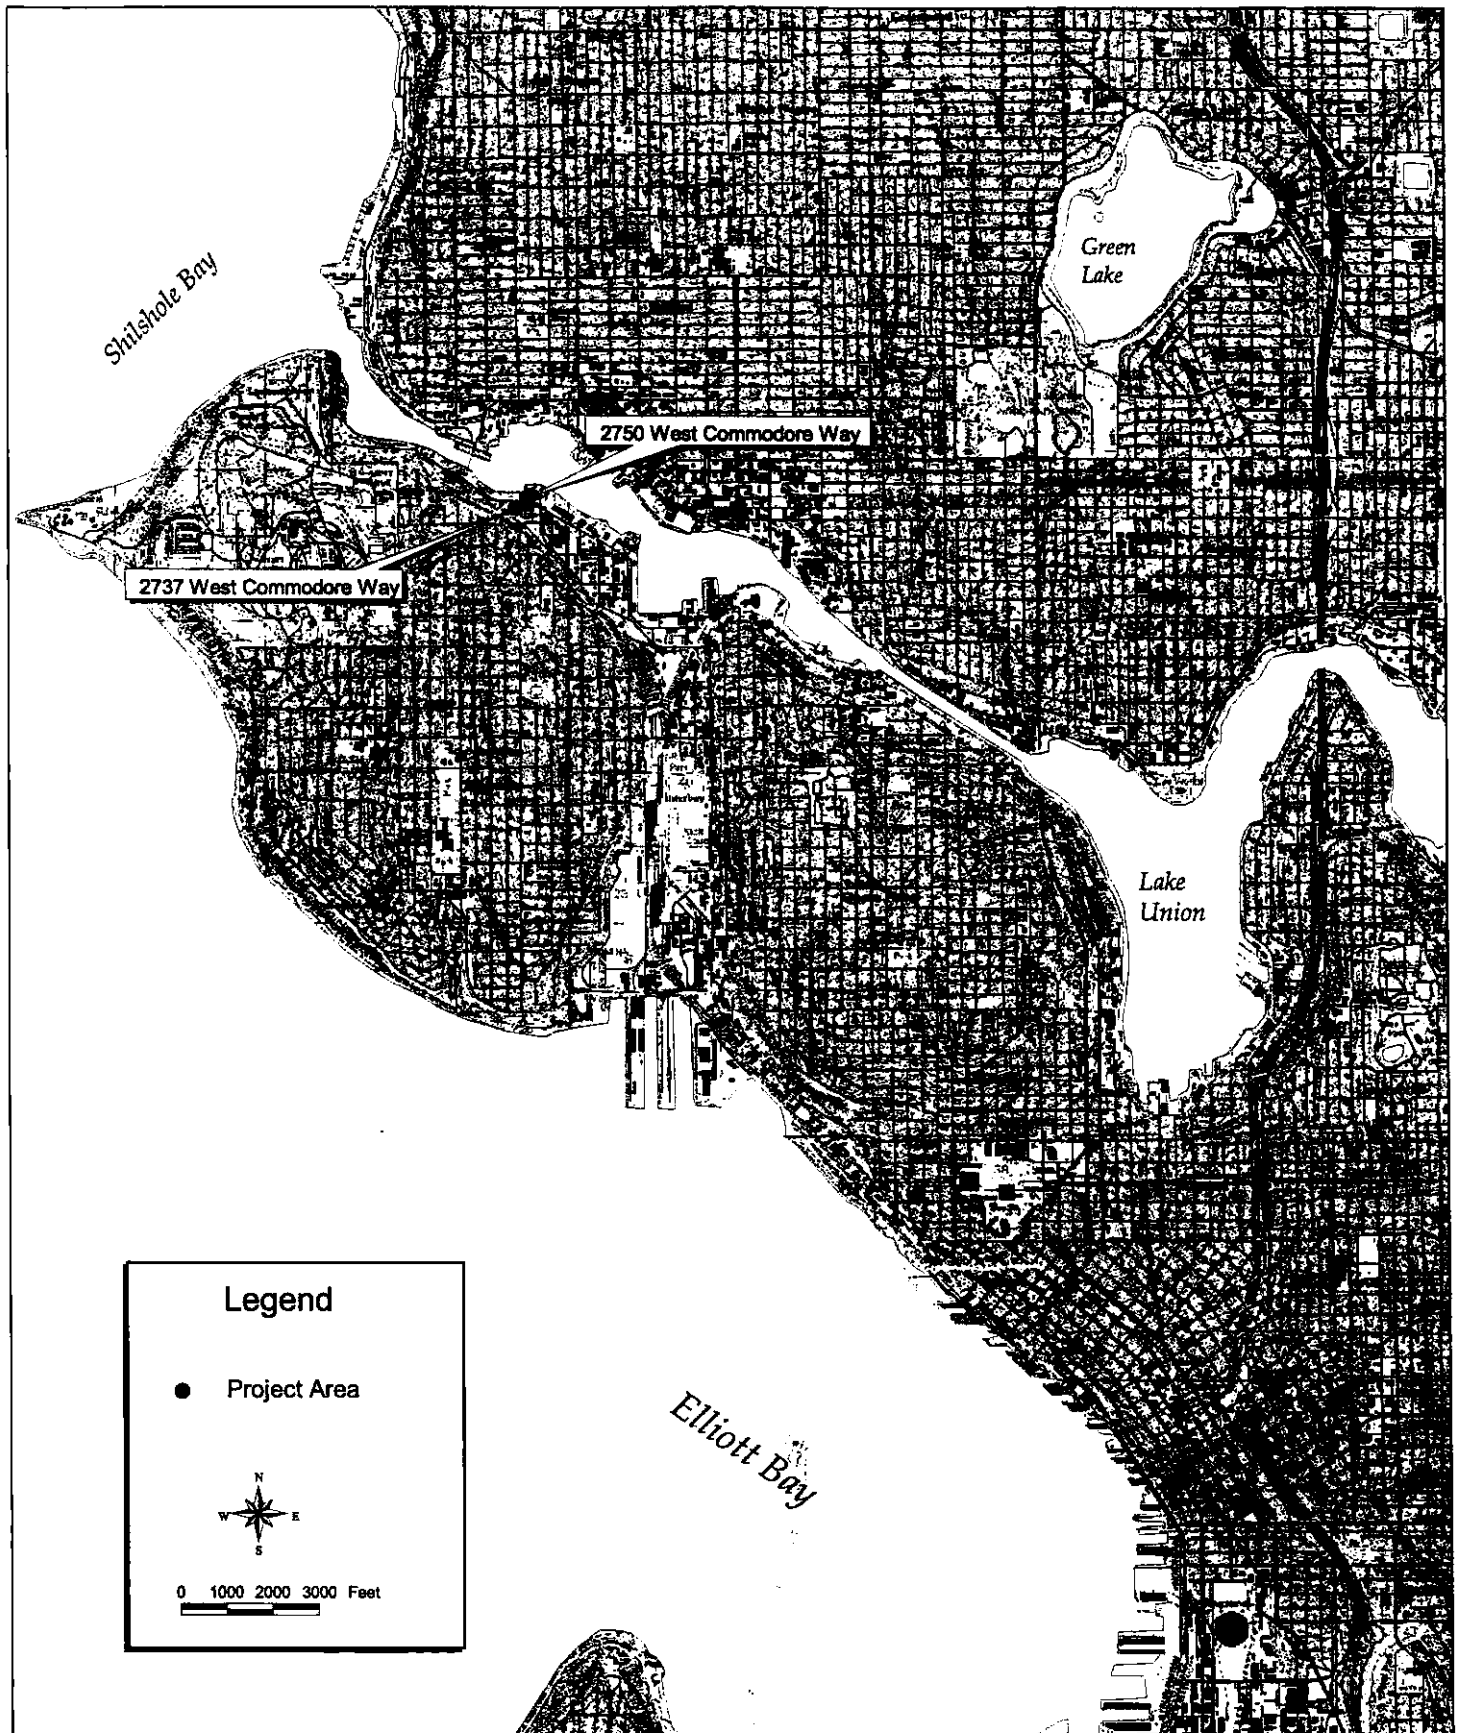 Green
Lake
Shilshole Bay
2750 West Commodore Way
2737 West Commodore Way
Lake
Union
Legend
Project Area
N
W E
S
0 1000 2000 3000 Feet
Elliott Bay